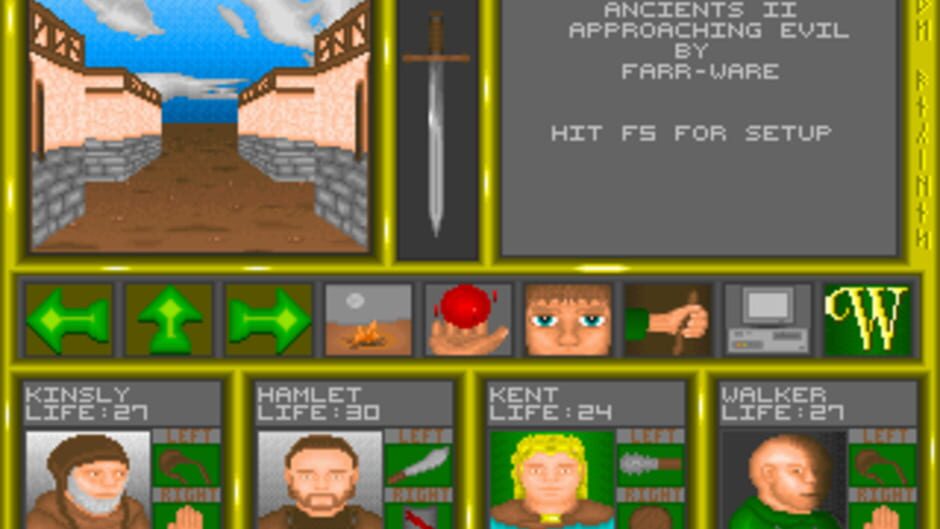 ANCIENTS II
APPROACHING EVIL
BY
FARR-WARE
HIT F5 FOR SETUP
W
KINSLY
LIFE:27
LEFT
RIGHT
HAMLET
LIFE:30
LEFT
RIGHT
KENT
LIFE:24
LEFT
RIGHT
WALKER
LIFE:27
LEFT
RIGHT